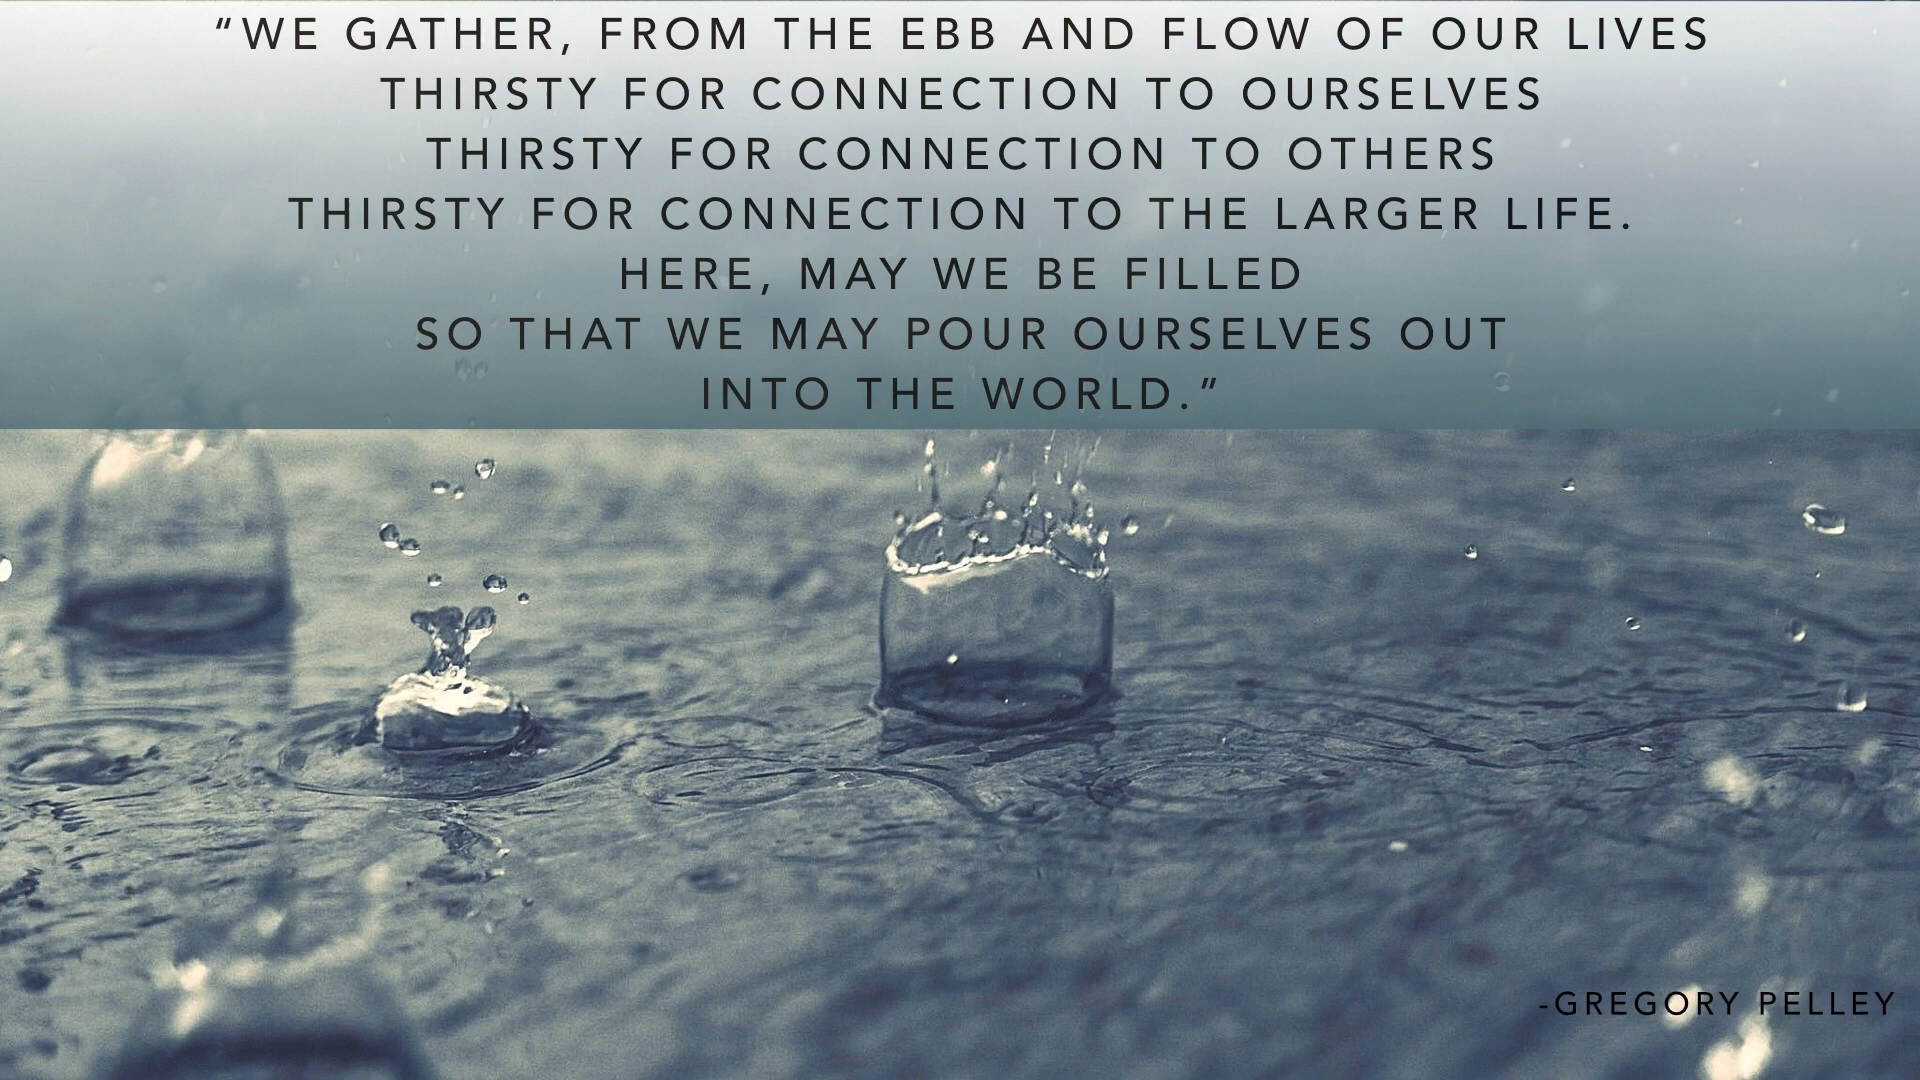 “WE GATHER, FROM THE EBB AND FLOW OF OUR LIVES
THIRSTY FOR CONNECTION TO OURSELVES
THIRSTY FOR CONNECTION TO OTHERS
THIRSTY FOR CONNECTION TO THE LARGER LIFE.
HERE, MAY WE BE FILLED
SO THAT WE MAY POUR OURSELVES OUT
INTO THE WORLD.”
-GREGORY PELLEY